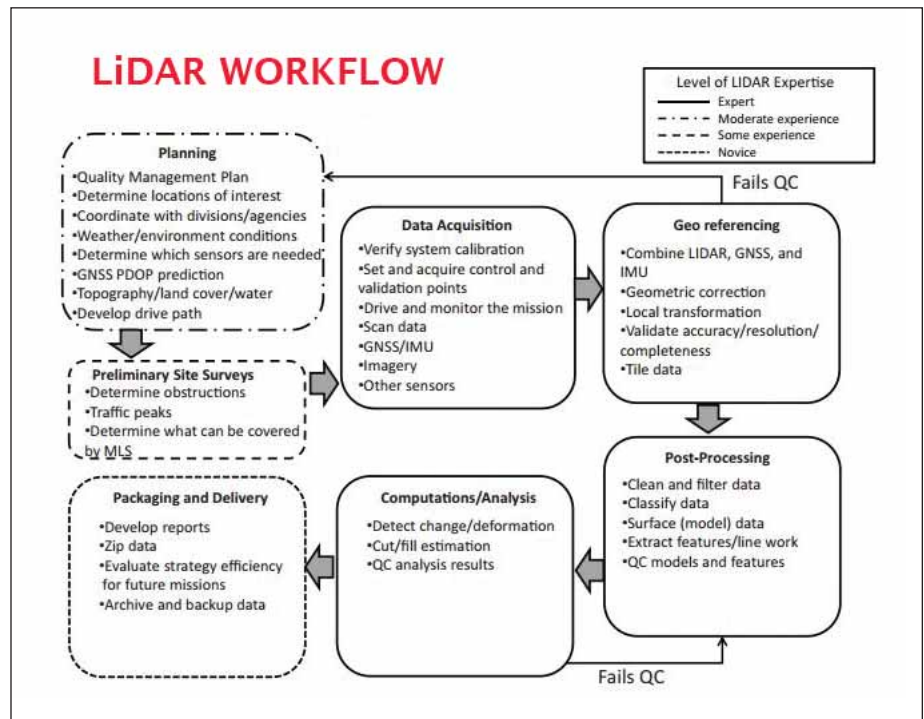 LiDAR WORKFLOW
Level of LIDAR Expertise
Expert
Moderate experience
Some experience
Novice
Planning
•Quality Management Plan
•Determine locations of interest
•Coordinate with divisions/agencies
•Weather/environment conditions
•Determine which sensors are needed
•GNSS PDOP prediction
•Topography/land cover/water
•Develop drive path
Fails QC
Data Acquisition
•Verify system calibration
•Set and acquire control and
validation points
•Drive and monitor the mission
•Scan data
•GNSS/IMU
•Imagery
•Other sensors
Geo referencing
•Combine LIDAR, GNSS, and
IMU
•Geometric correction
•Local transformation
•Validate accuracy/resolution/
completeness
•Tile data
Preliminary Site Surveys
•Determine obstructions
•Traffic peaks
•Determine what can be covered
by MLS
Post-Processing
•Clean and filter data
•Classify data
•Surface (model) data
•Extract features/line work
•QC models and features
Computations/Analysis
•Detect change/deformation
•Cut/fill estimation
•QC analysis results
Packaging and Delivery
•Develop reports
•Zip data
•Evaluate strategy efficiency
for future missions
•Archive and backup data
Fails QC